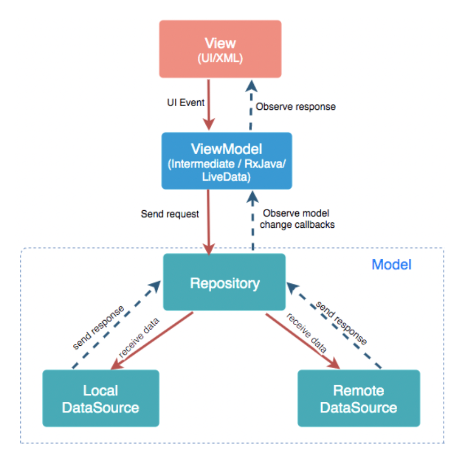 View
(UI/XML)
UI Event
Observe response
ViewModel
(Intermediate / RxJava/
LiveData)
Send request
Observe model
change callbacks
Model
Repository
send response
receive data
receive data
send response
Local
DataSource
Remote
DataSource